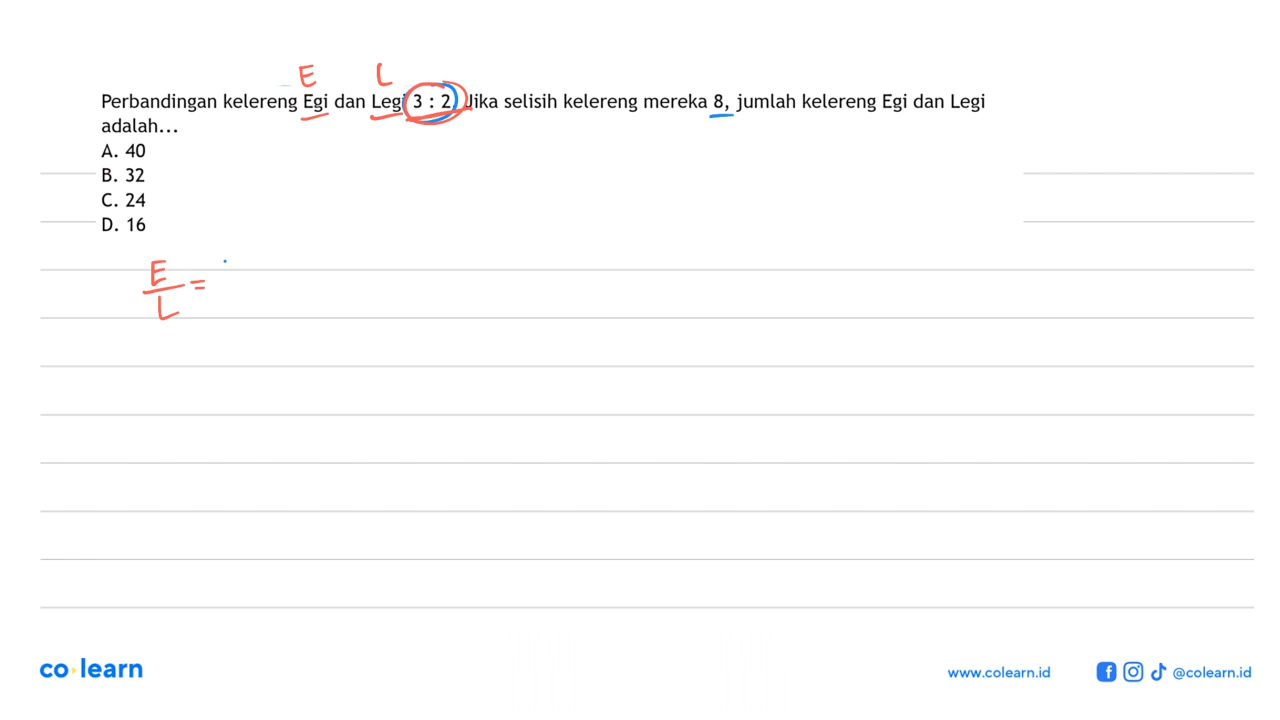 E L
Perbandingan kelereng Egi dan Legi 3 : 2. Jika selisih kelereng mereka 8, jumlah kelereng Egi dan Legi
adalah...
A. 40
B. 32
C. 24
D. 16
E
=
L
co learn
www.colearn.id @colearn.id